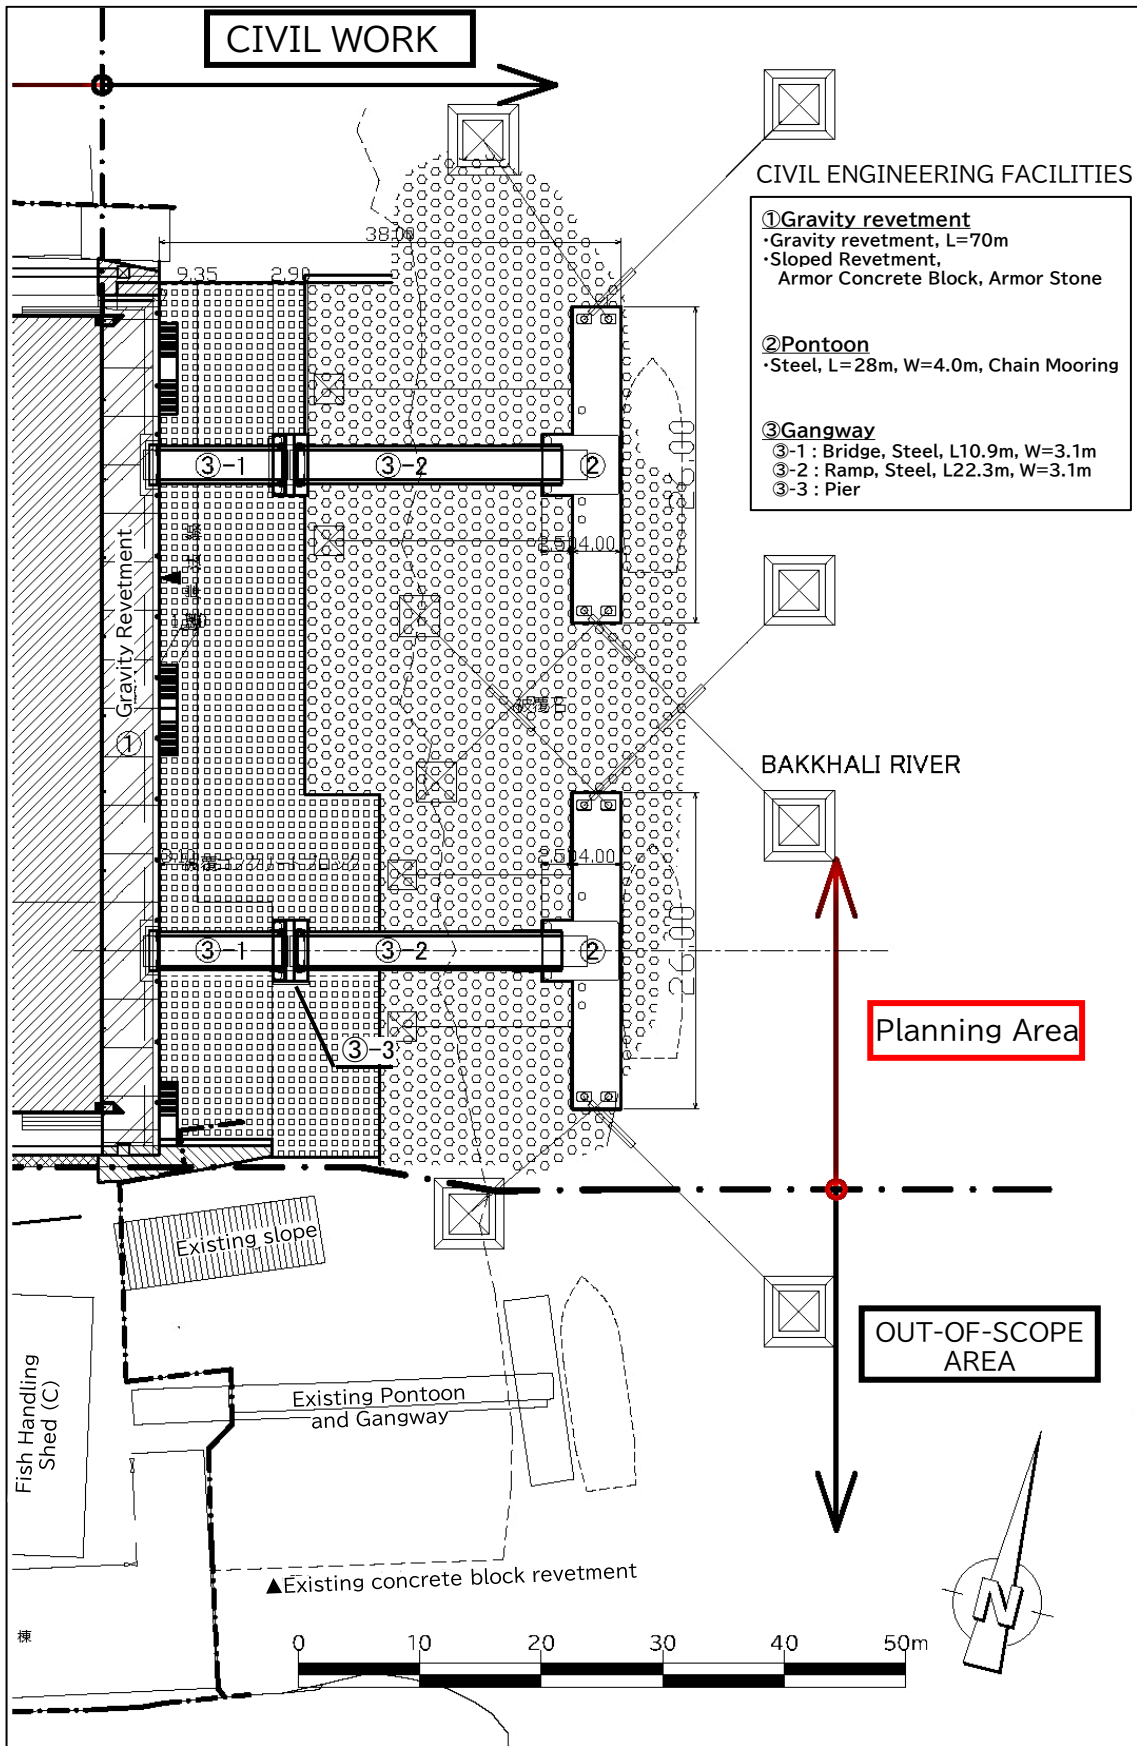 CIVIL WORK
CIVIL ENGINEERING FACILITIES
①Gravity revetment
・Gravity revetment, L=70m
・Sloped Revetment,
Armor Concrete Block, Armor Stone
②Pontoon
・Steel, L=28m, W=4.0m, Chain Mooring
③Gangway
③-1 : Bridge, Steel, L10.9m, W=3.1m
③-2 : Ramp, Steel, L22.3m, W=3.1m
③-3 : Pier
38.00
9.35
2.90
③-1
③-2
②
4.00
Gravity Revetment
①
被覆石
BAKKHALI RIVER
4.00
③-1
③-2
②
③-3
Planning Area
Existing slope
OUT-OF-SCOPE
AREA
Fish Handling
Shed (C)
Existing Pontoon
and Gangway
▲Existing concrete block revetment
N
棟
0 10 20 30 40 50m